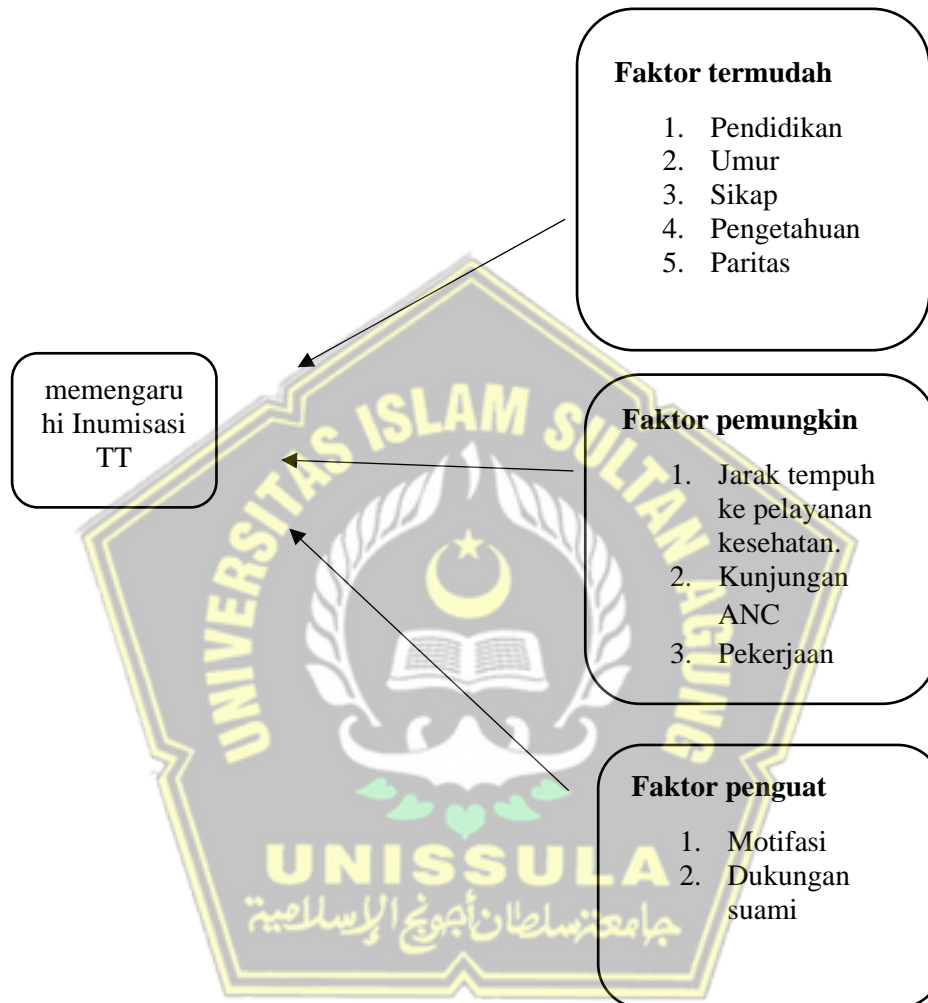 Faktor termudah
1. Pendidikan
2. Umur
3. Sikap
4. Pengetahuan
5. Paritas
memengaru
hi Inumisasi
TT
Faktor pemungkin
1. Jarak tempuh
ke pelayanan
kesehatan.
2. Kunjungan
ANC
3. Pekerjaan
Faktor penguat
1. Motifasi
2. Dukungan
suami
UNIVERSITAS ISLAM SULTAN AGUNG
UNISSULA
جامعة سلطان أجونج الإسلامية